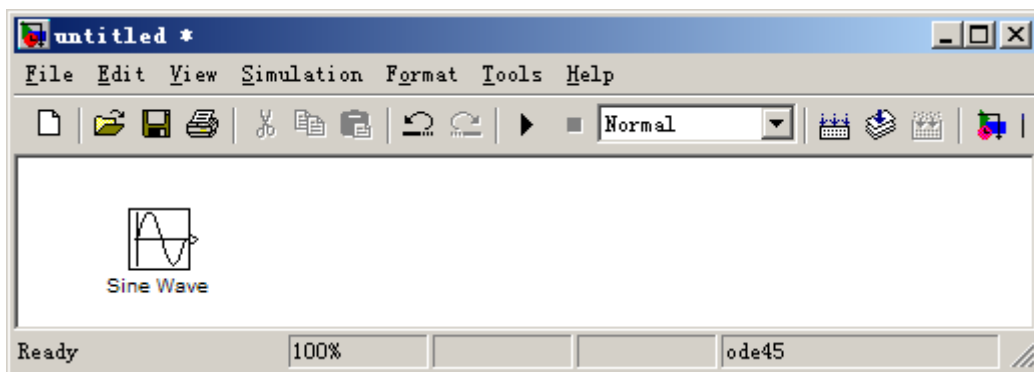 untitled *
File Edit View Simulation Format Tools Help
Normal
Sine Wave
Ready 100% ode45